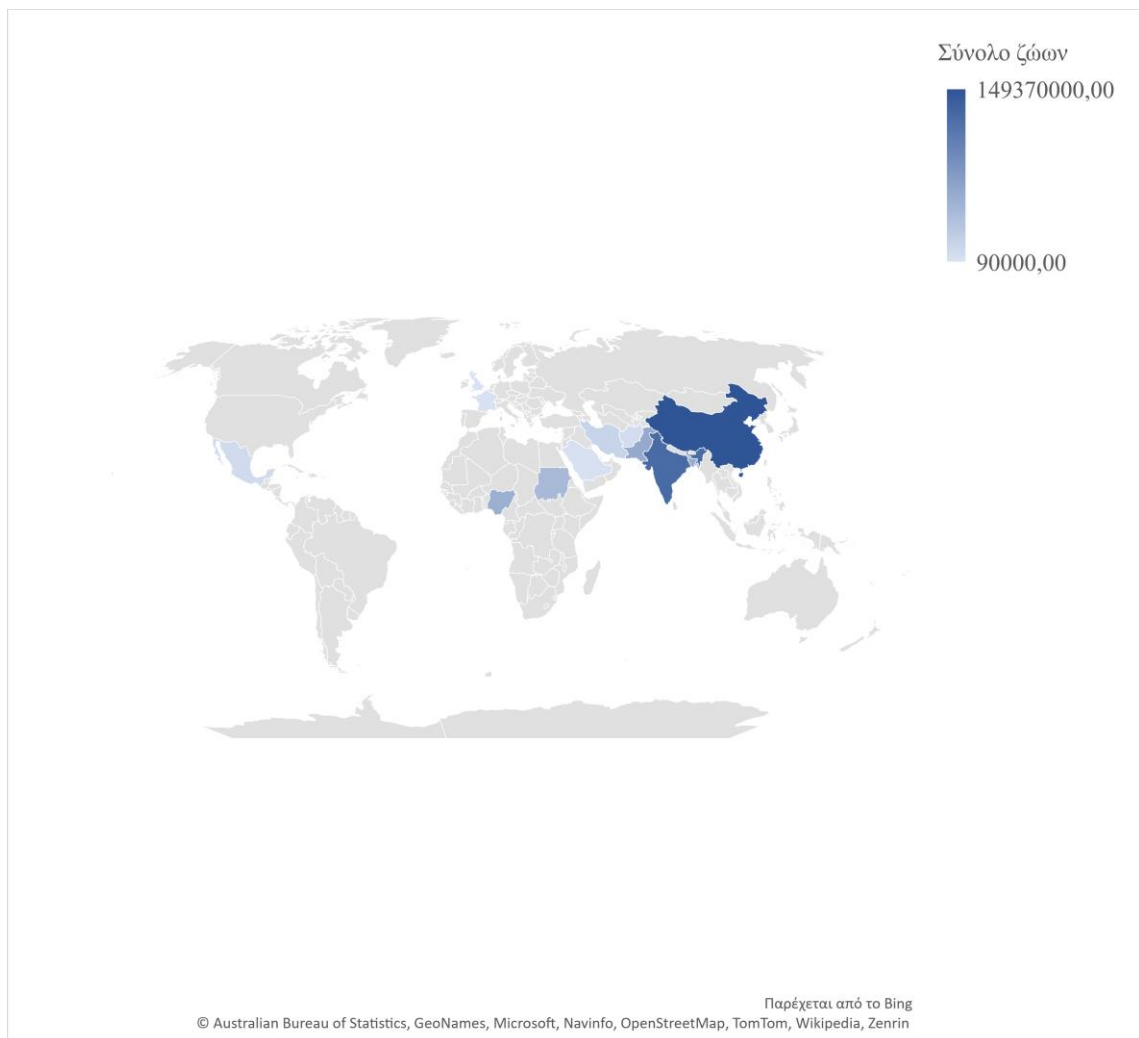 Σύνολο ζώων
149370000,00
90000,00
Παρέχεται από το Bing
© Australian Bureau of Statistics, GeoNames, Microsoft, Navinfo, OpenStreetMap, TomTom, Wikipedia, Zenrin